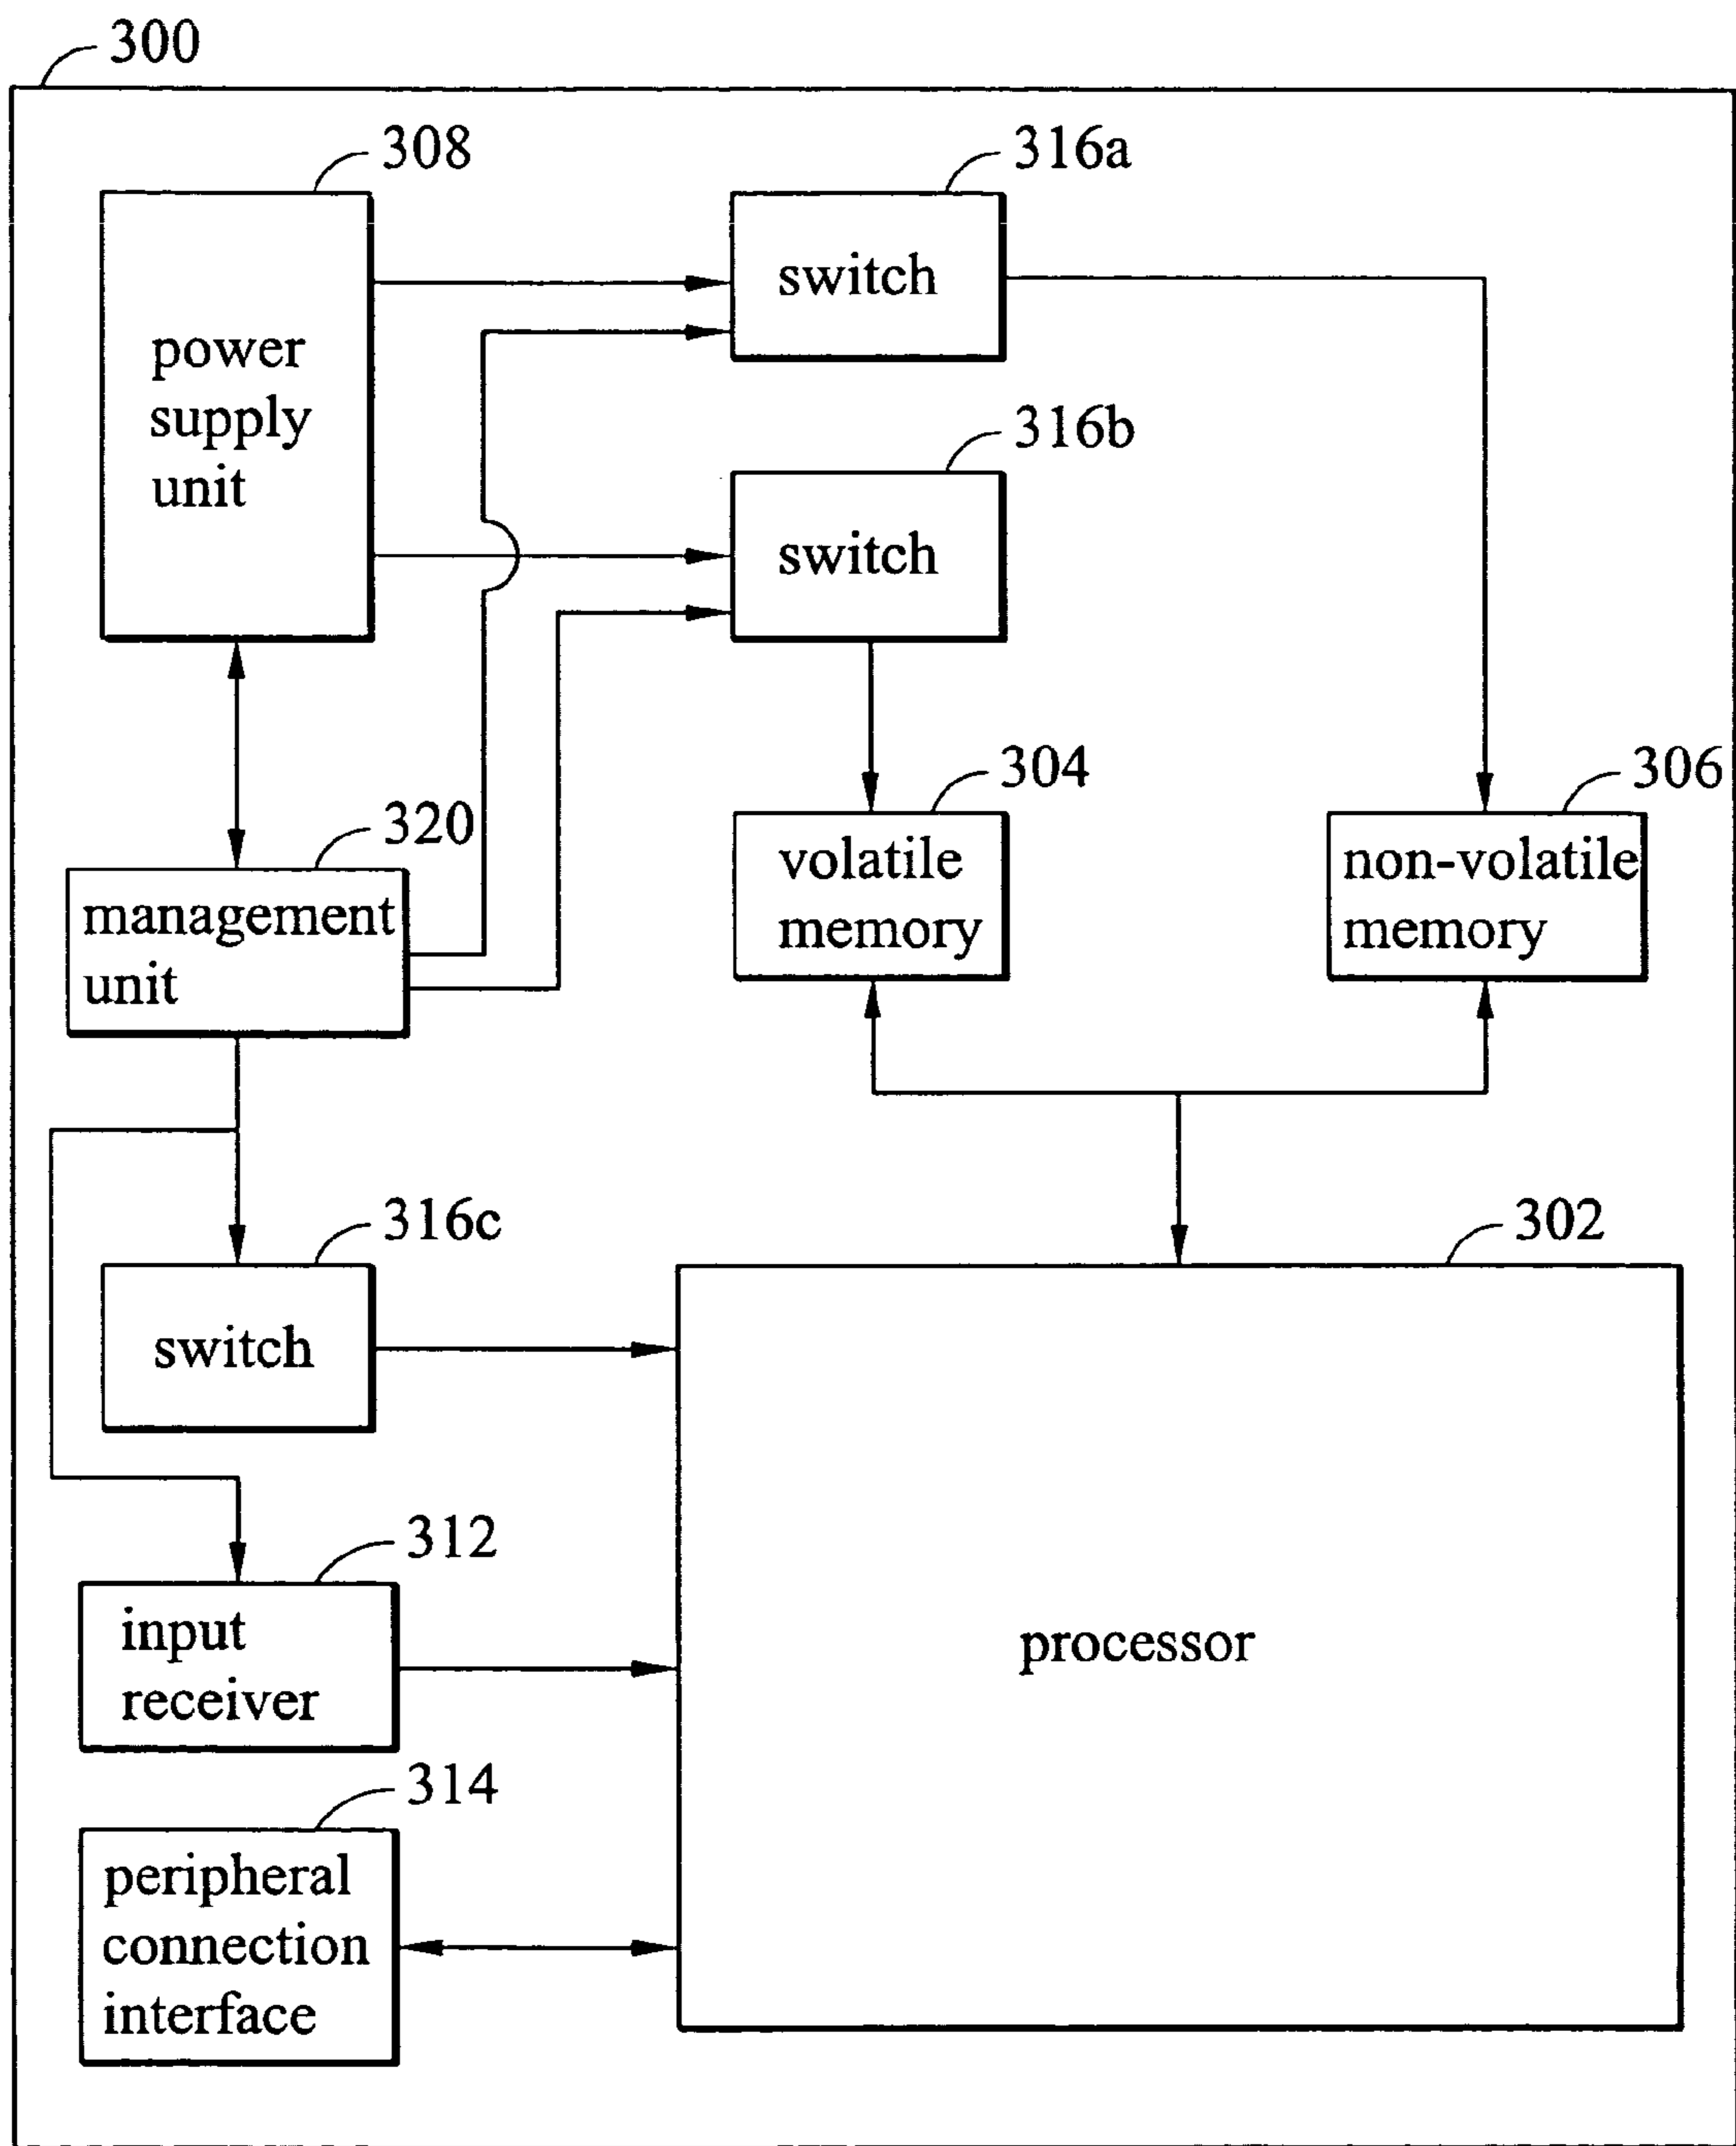 300
308
316a
power
supply
unit
switch
316b
switch
320
management
unit
304
volatile
memory
306
non-volatile
memory
316c
switch
302
processor
312
input
receiver
314
peripheral
connection
interface